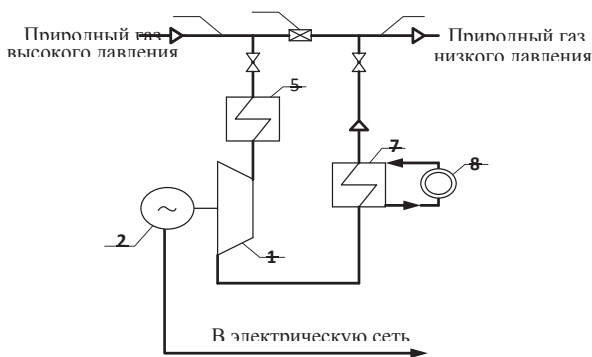 Природный газ
высокого давления
Природный газ
низкого давления
5
7
8
2
1
~
В электрическую сеть